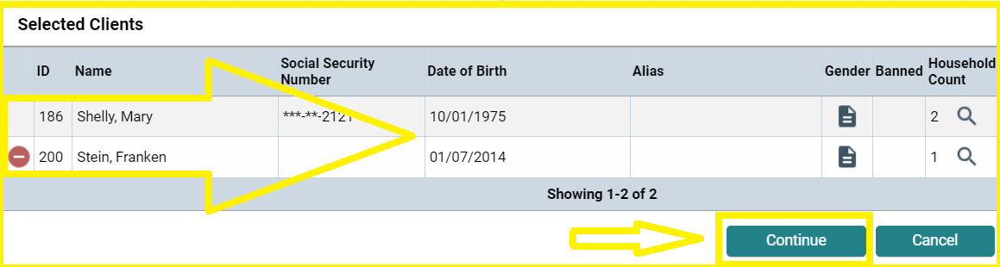 Selected Clients
ID Name Social Security Number Date of Birth Alias Gender Banned Household Count
186 Shelly, Mary ***-**-2121 10/01/1975 2
200 Stein, Franken 01/07/2014 1
Showing 1-2 of 2
Continue Cancel